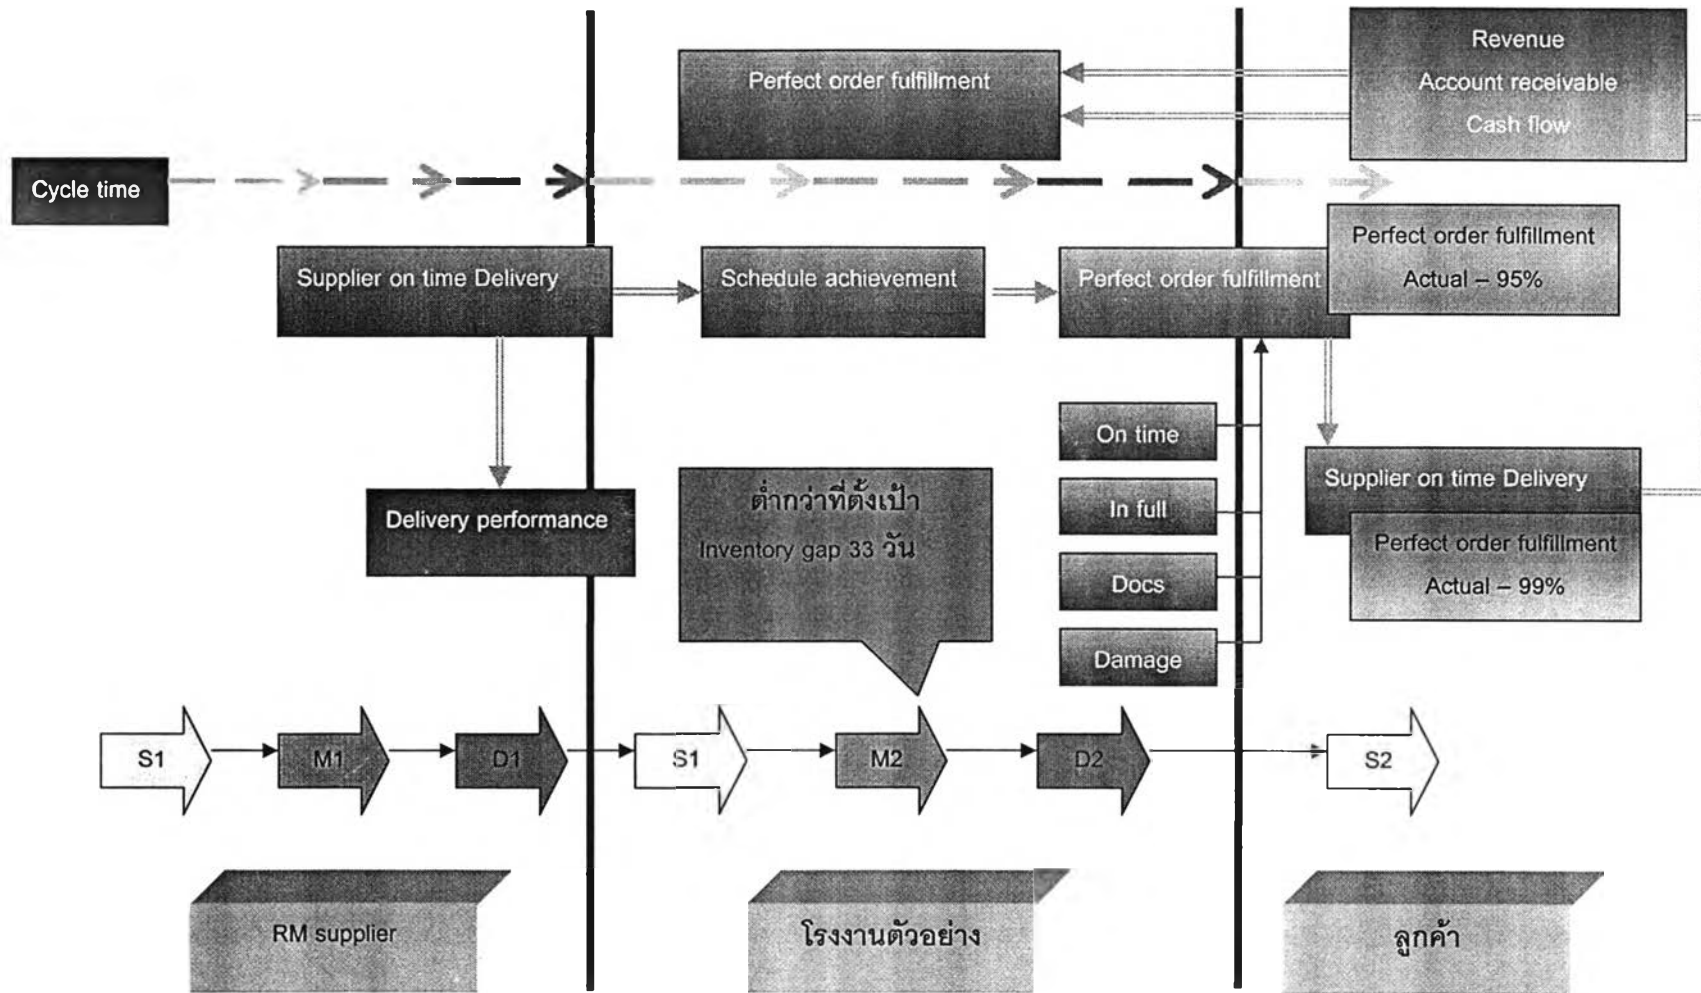 Revenue
Account receivable
Cash flow
Perfect order fulfillment
Cycle time
Supplier on time Delivery
Schedule achievement
Perfect order fulfillment
Perfect order fulfillment
Actual – 95%
On time
In full
Docs
Damage
Delivery performance
ต่ำกว่าที่ตั้งเป้า
Inventory gap 33 วัน
Supplier on time Delivery
Perfect order fulfillment
Actual – 99%
S1
M1
D1
S1
M2
D2
S2
RM supplier
โรงงานตัวอย่าง
ลูกค้า